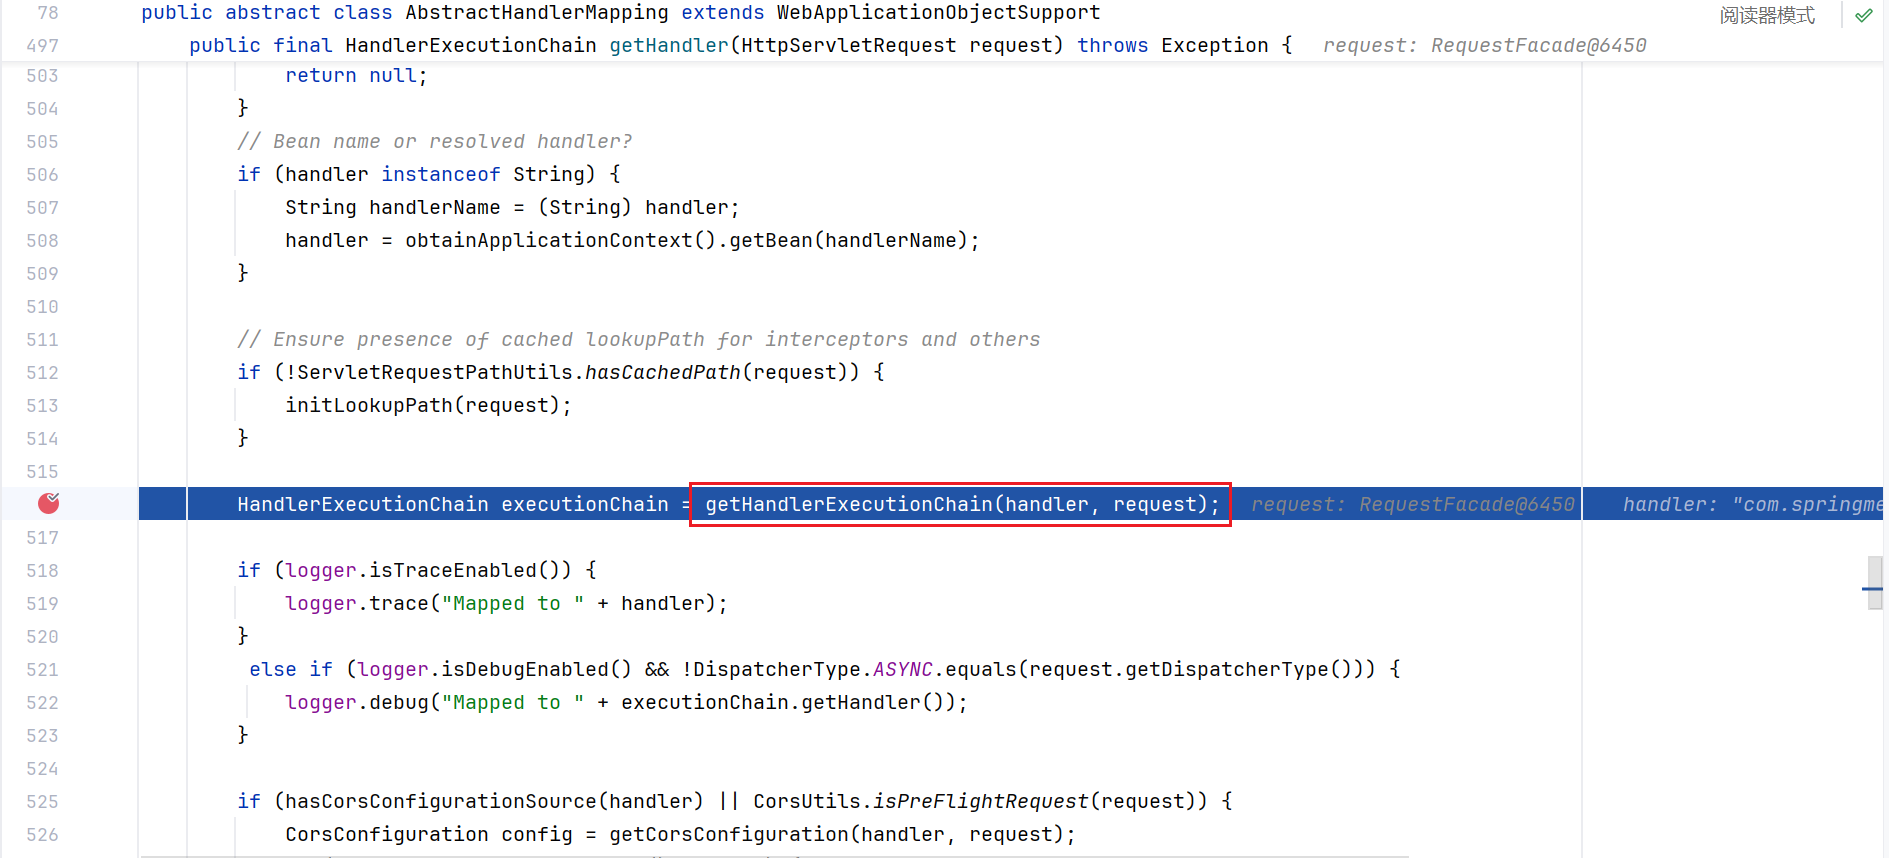 78 public abstract class AbstractHandlerMapping extends WebApplicationObjectSupport 阅读器模式
497 public final HandlerExecutionChain getHandler(HttpServletRequest request) throws Exception { request: RequestFacade@6450
503 return null;
504 }
505 // Bean name or resolved handler?
506 if (handler instanceof String) {
507 String handlerName = (String) handler;
508 handler = obtainApplicationContext().getBean(handlerName);
509 }
510
511 // Ensure presence of cached lookupPath for interceptors and others
512 if (!ServletRequestPathUtils.hasCachedPath(request)) {
513 initLookupPath(request);
514 }
515
HandlerExecutionChain executionChain = getHandlerExecutionChain(handler, request); request: RequestFacade@6450 handler: "com.springme
517
518 if (logger.isTraceEnabled()) {
519 logger.trace("Mapped to " + handler);
520 }
521 else if (logger.isDebugEnabled() && !DispatcherType.ASYNC.equals(request.getDispatcherType())) {
522 logger.debug("Mapped to " + executionChain.getHandler());
523 }
524
525 if (hasCorsConfigurationSource(handler) || CorsUtils.isPreFlightRequest(request)) {
526 CorsConfiguration config = getCorsConfiguration(handler, request);